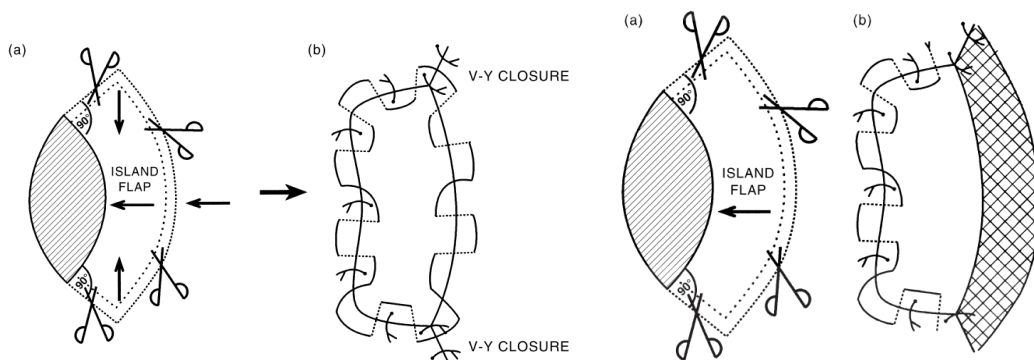 (a)
90°
ISLAND
FLAP
90°
(b)
V-Y CLOSURE
V-Y CLOSURE
(a)
90°
ISLAND
FLAP
90°
(b)